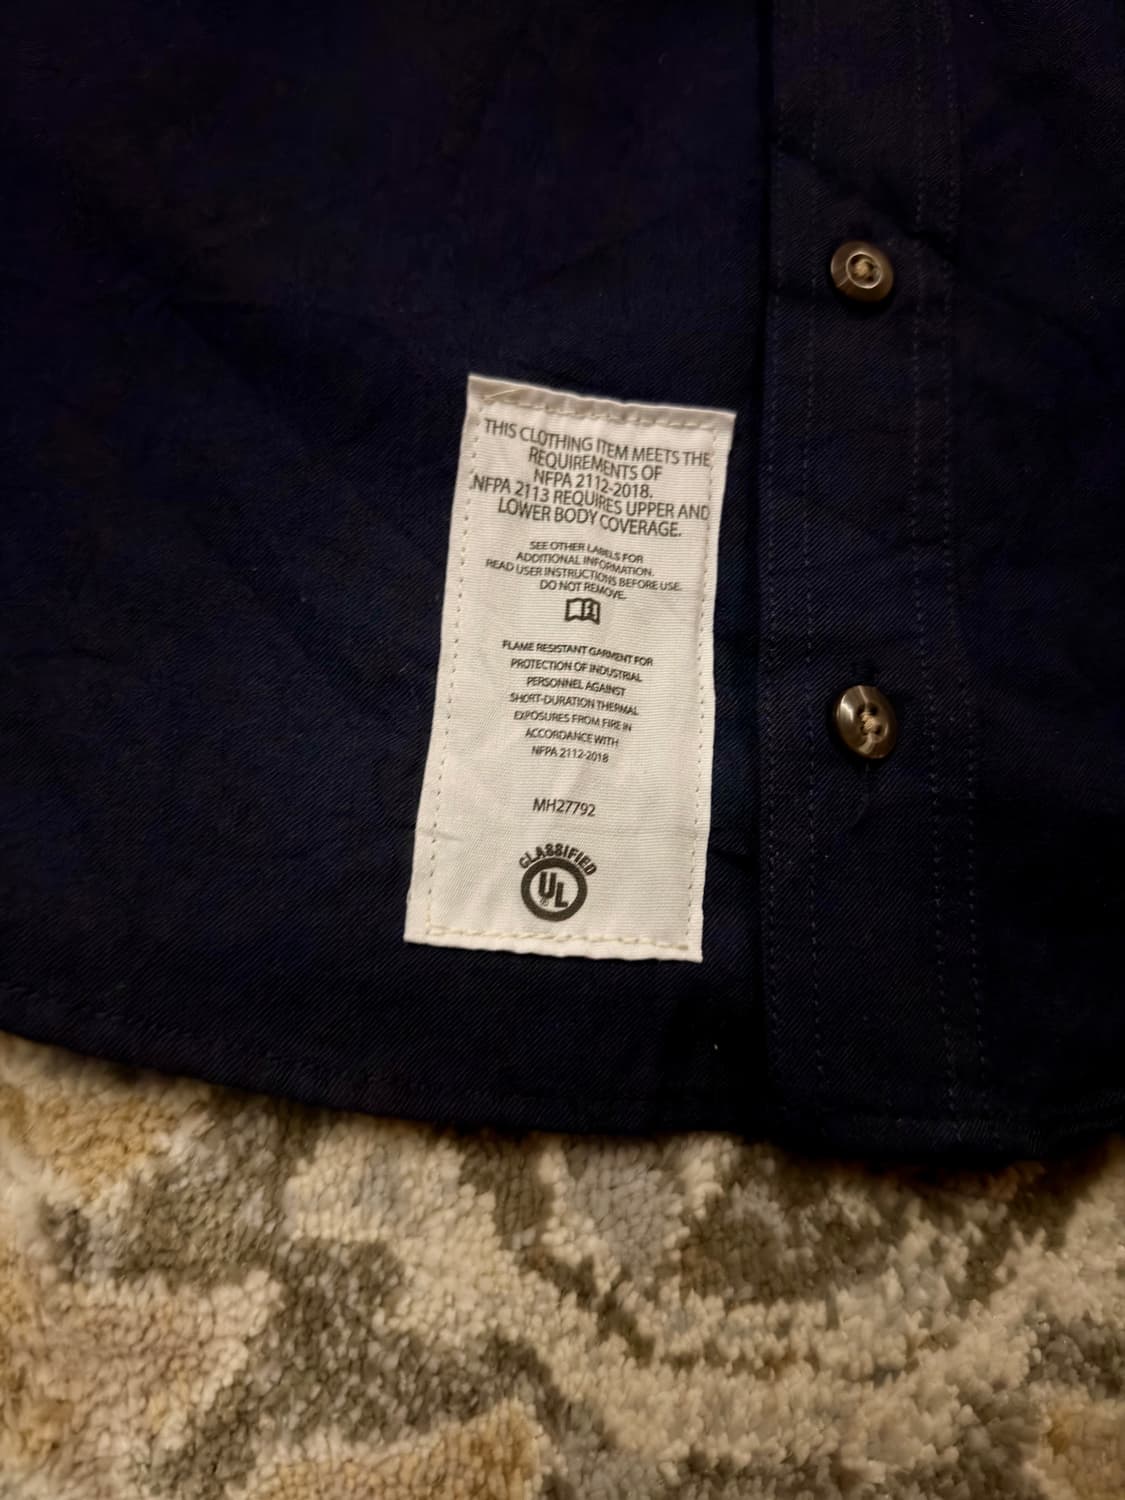 THIS CLOTHING ITEM MEETS THE
REQUIREMENTS OF
NFPA 2112-2018.
NFPA 2113 REQUIRES UPPER AND
LOWER BODY COVERAGE.
SEE OTHER LABELS FOR
ADDITIONAL INFORMATION.
READ USER INSTRUCTIONS BEFORE USE.
DO NOT REMOVE.
FLAME RESISTANT GARMENT FOR
PROTECTION OF INDUSTRIAL
PERSONNEL AGAINST
SHORT-DURATION THERMAL
EXPOSURES FROM FIRE IN
ACCORDANCE WITH
NFPA 2112-2018
MH27792
CLASSIFIED
UL
®